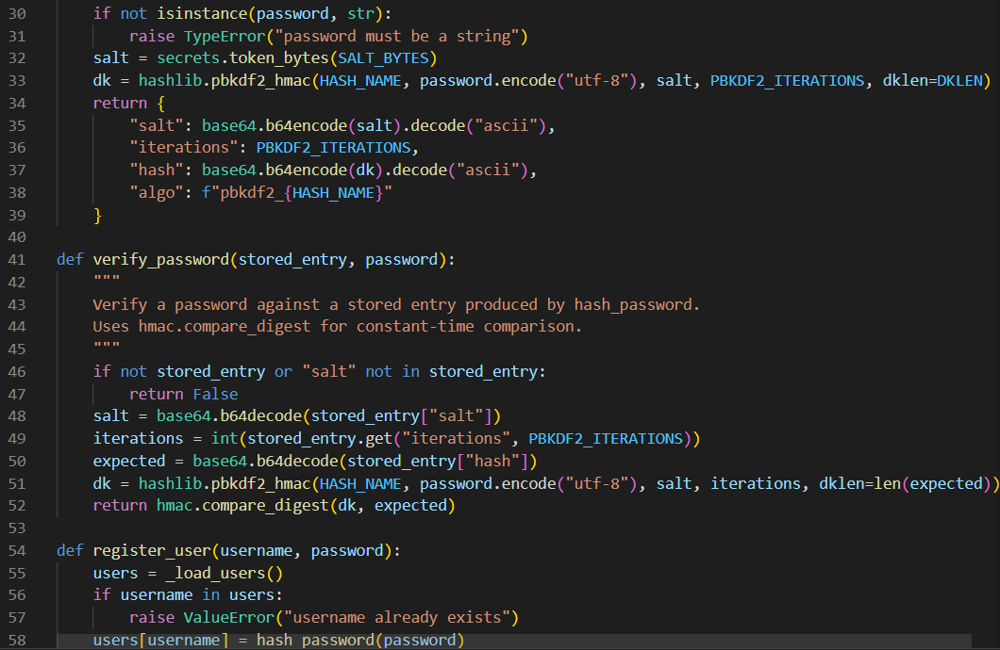 30 if not isinstance(password, str):
31 raise TypeError("password must be a string")
32 salt = secrets.token_bytes(SALT_BYTES)
33 dk = hashlib.pbkdf2_hmac(HASH_NAME, password.encode("utf-8"), salt, PBKDF2_ITERATIONS, dklen=DKLEN)
34 return {
35 "salt": base64.b64encode(salt).decode("ascii"),
36 "iterations": PBKDF2_ITERATIONS,
37 "hash": base64.b64encode(dk).decode("ascii"),
38 "algo": f"pbkdf2_{HASH_NAME}"
39 }
40
41 def verify_password(stored_entry, password):
42 """
43 Verify a password against a stored entry produced by hash_password.
44 Uses hmac.compare_digest for constant-time comparison.
45 """
46 if not stored_entry or "salt" not in stored_entry:
47 return False
48 salt = base64.b64decode(stored_entry["salt"])
49 iterations = int(stored_entry.get("iterations", PBKDF2_ITERATIONS))
50 expected = base64.b64decode(stored_entry["hash"])
51 dk = hashlib.pbkdf2_hmac(HASH_NAME, password.encode("utf-8"), salt, iterations, dklen=len(expected))
52 return hmac.compare_digest(dk, expected)
53
54 def register_user(username, password):
55 users = _load_users()
56 if username in users:
57 raise ValueError("username already exists")
58 users[username] = hash_password(password)